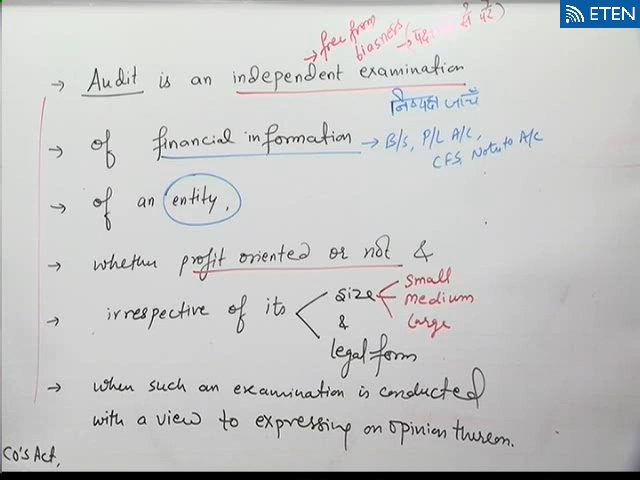 ETEN
→ free from
biasness → (
→ Audit is an independent examination
निष्पक्ष जाँच
→ of financial information → B/S, P/L A/C,
CFS, Note to A/C
→ of an entity,
→ whether profit oriented or not &
→ irrespective of its size & legal form
small
medium
large
→ when such an examination is conducted
with a view to expressing an opinion thereon.
Co's Act,